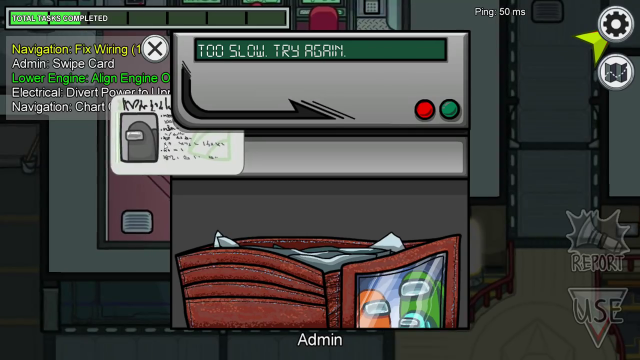 TOTAL TASKS COMPLETED
Ping: 50 ms
TOO SLOW. TRY AGAIN.
Navigation: Fix Wiring (1
Admin: Swipe Card
Lower Engine: Align Engine O
Electrical: Divert Power to
Navigation: Chart
REPORT
USE
Admin